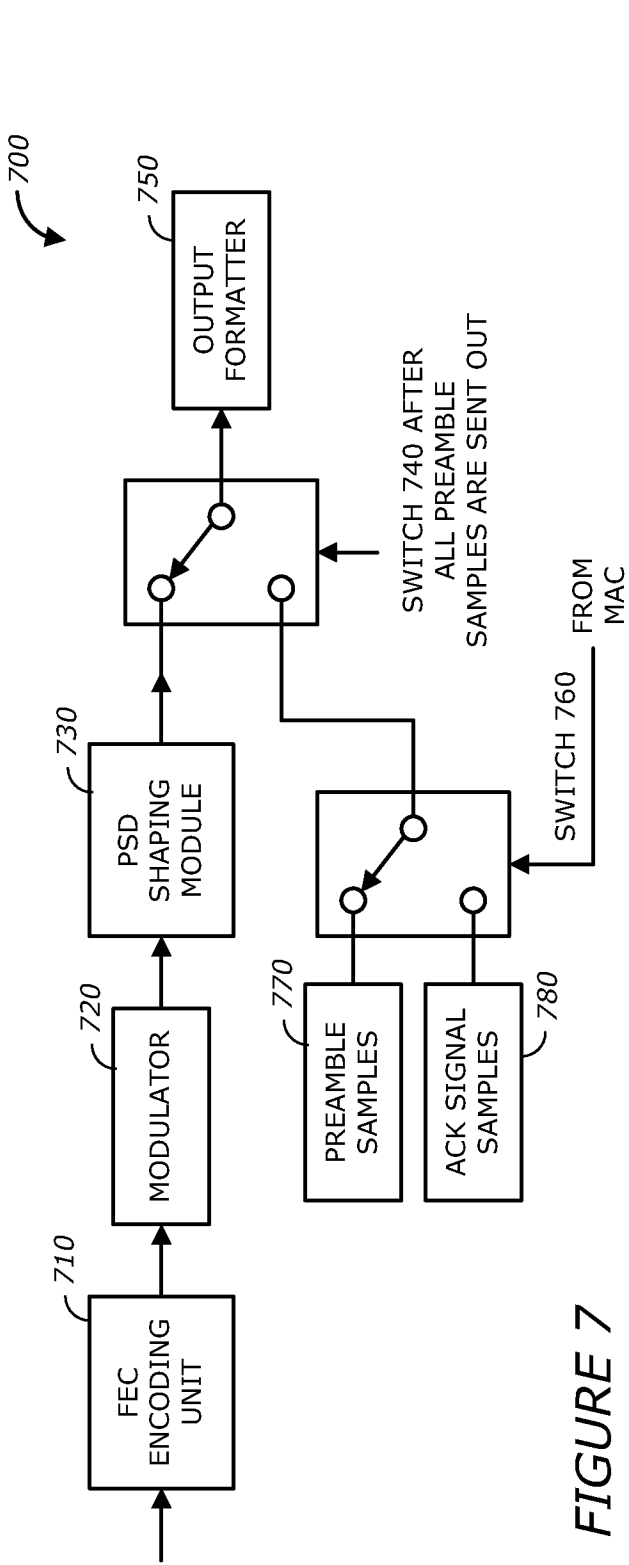 700
710
FEC
ENCODING
UNIT
720
MODULATOR
730
PSD
SHAPING
MODULE
750
OUTPUT
FORMATTER
SWITCH 740 AFTER
ALL PREAMBLE
SAMPLES ARE SENT OUT
770
PREAMBLE
SAMPLES
ACK SIGNAL
SAMPLES
780
SWITCH 760
FROM
MAC
FIGURE 7